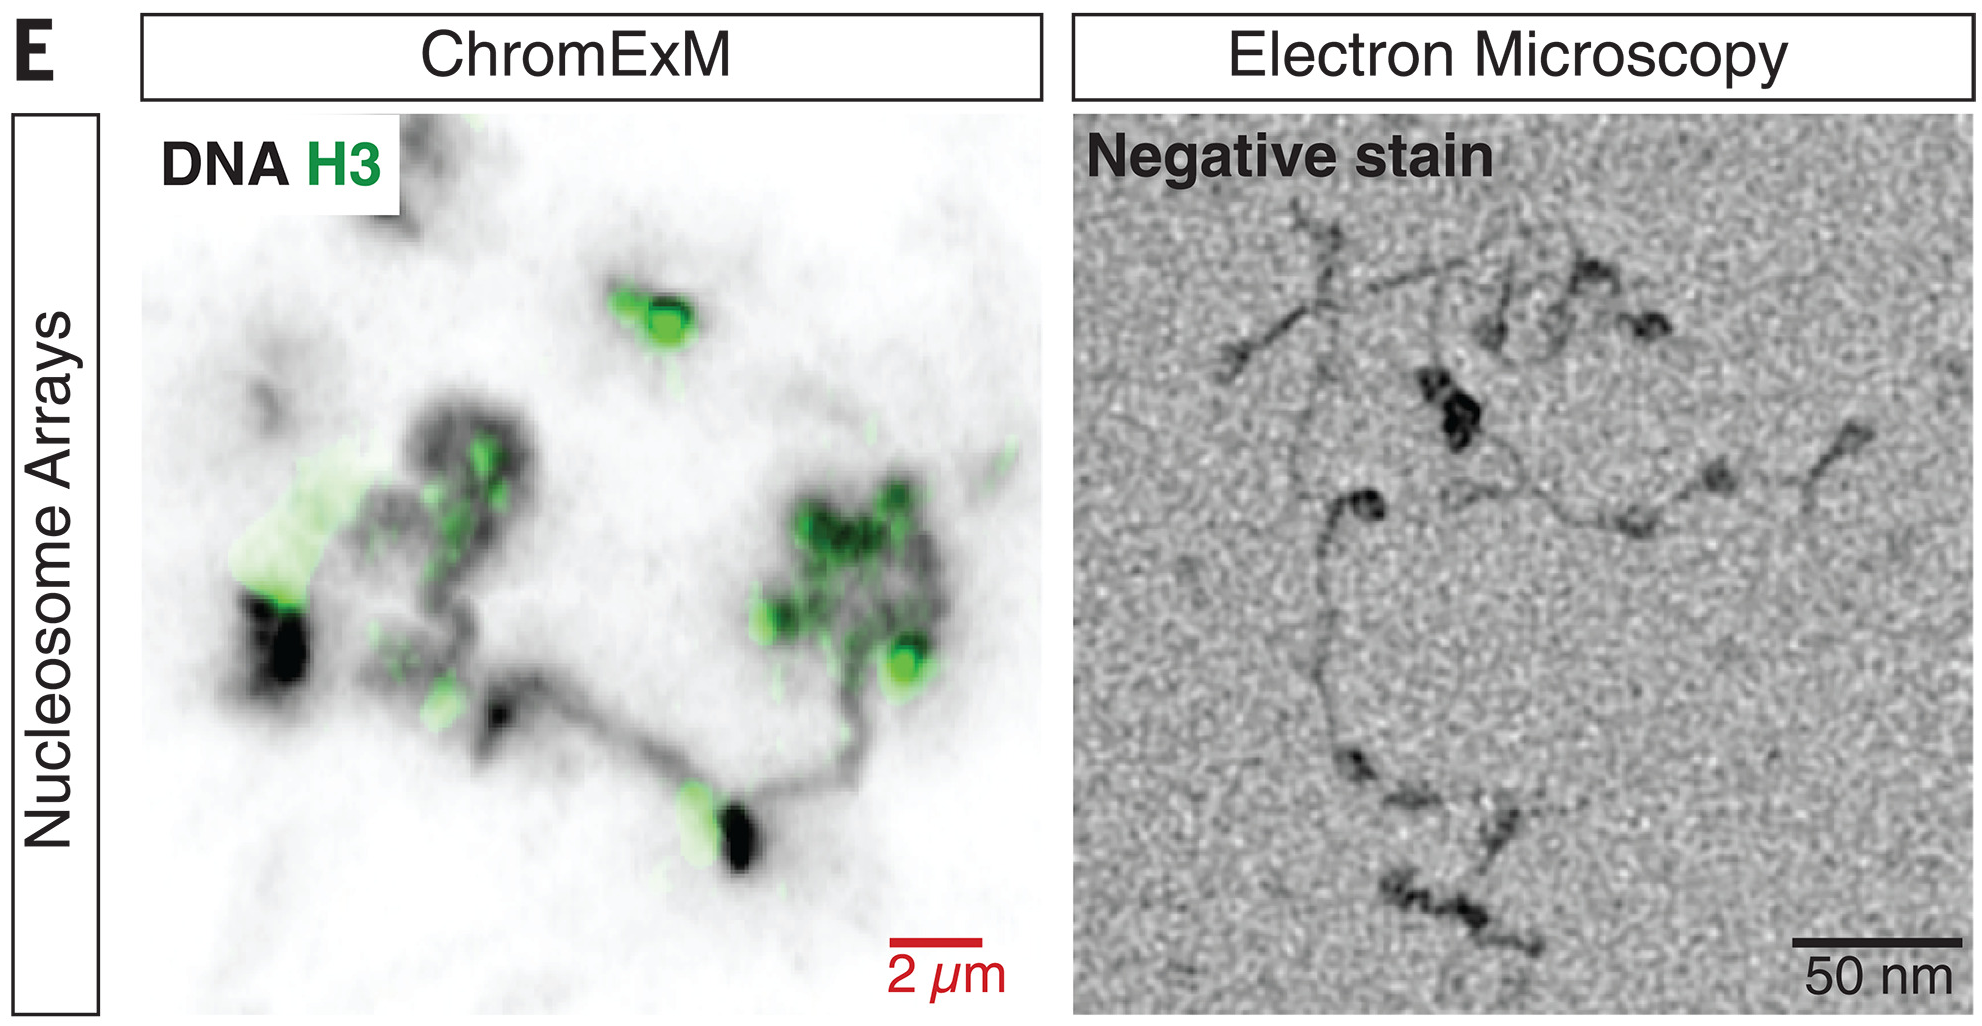 E
ChromExM
Electron Microscopy
Nucleosome Arrays
DNA H3
Negative stain
2 µm
50 nm